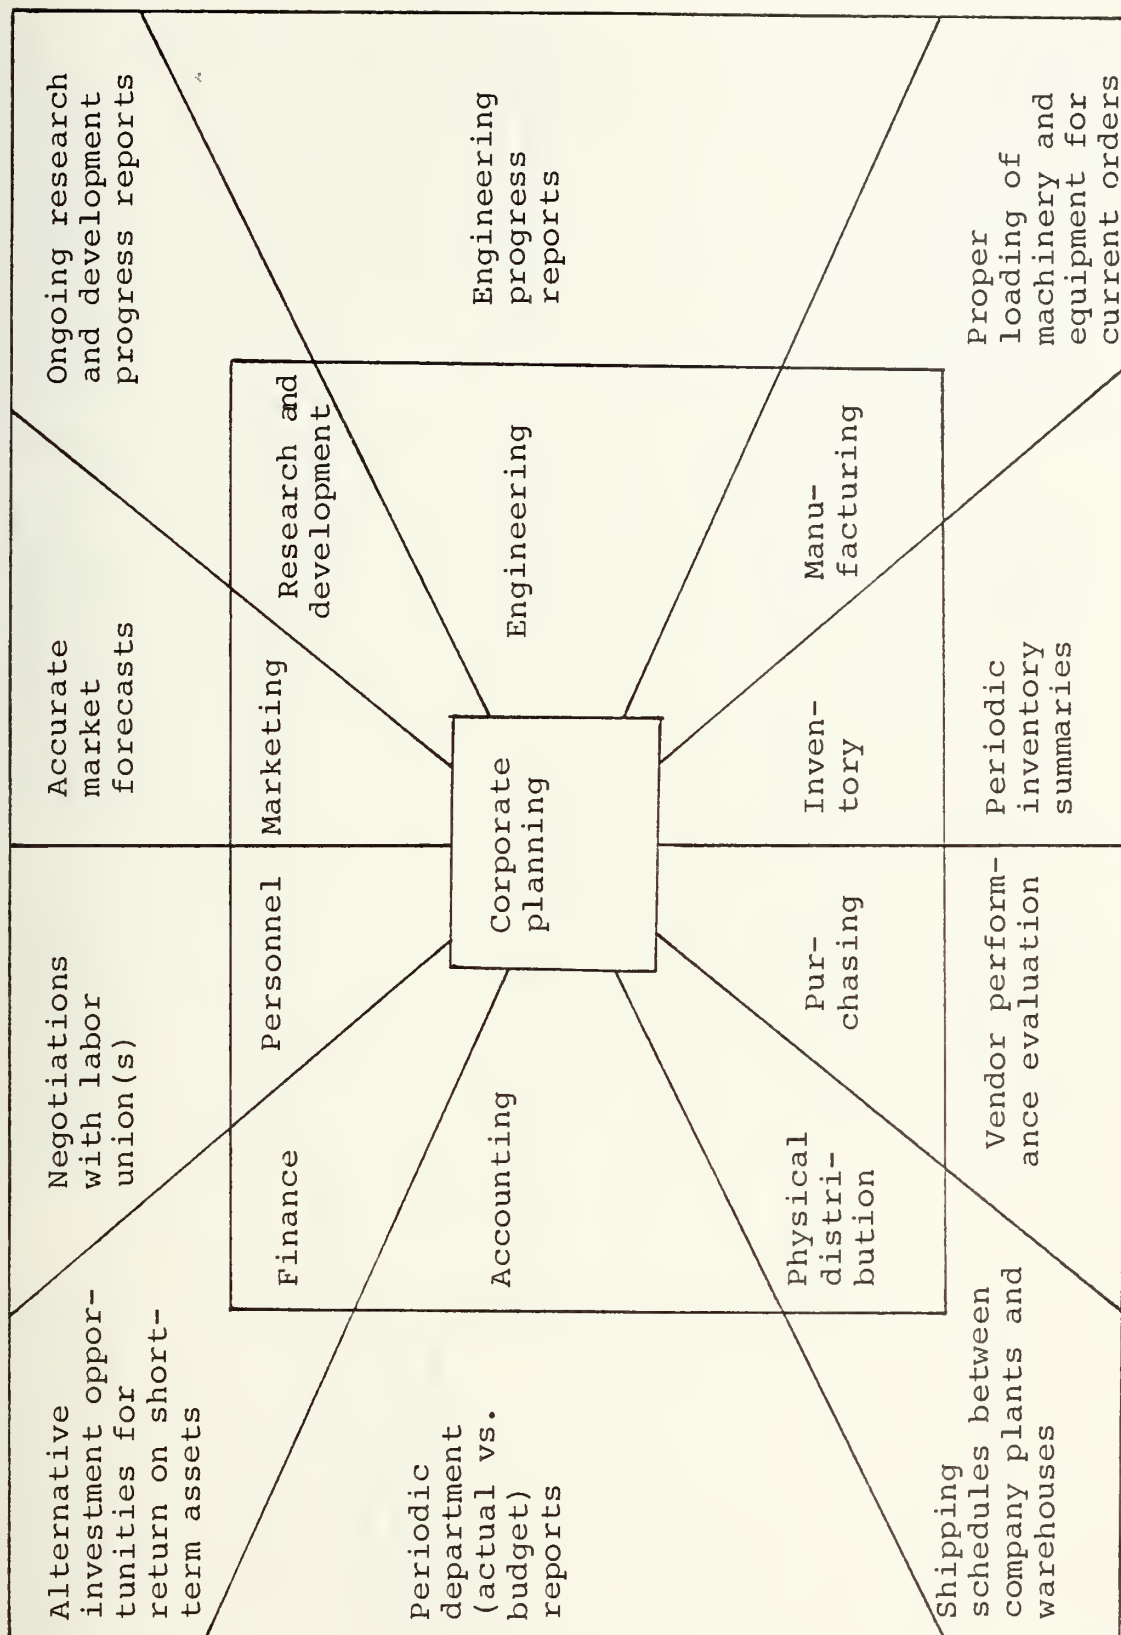 Alternative
investment oppor-
tunities for
return on short-
term assets
Negotiations
with labor
union(s)
Accurate
market
forecasts
Ongoing research
and development
progress reports
Finance
Personnel
Marketing
Research and
development
Periodic
department
(actual vs.
budget)
reports
Accounting
Corporate
planning
Engineering
Engineering
progress
reports
Physical
distri-
bution
Pur-
chasing
Inven-
tory
Manu-
facturing
Shipping
schedules between
company plants and
warehouses
Vendor perform-
ance evaluation
Periodic
inventory
summaries
Proper
loading of
machinery and
equipment for
current orders